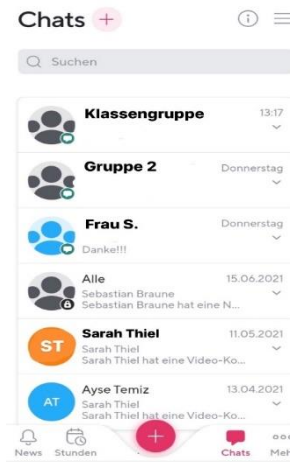 Chats +
Suchen
Klassengruppe 13:17
Gruppe 2 Donnerstag
Frau S. Donnerstag
Danke!!!
Alle 15.06.2021
Sebastian Braune
Sebastian Braune hat eine N...
Sarah Thiel 11.05.2021
ST
Sarah Thiel
Sarah Thiel hat eine Video-Ko...
Ayse Temiz 13.04.2021
AT
Sarah Thiel
Sarah Thiel hat eine Video-Ko...
News Stunden + Chats Meh